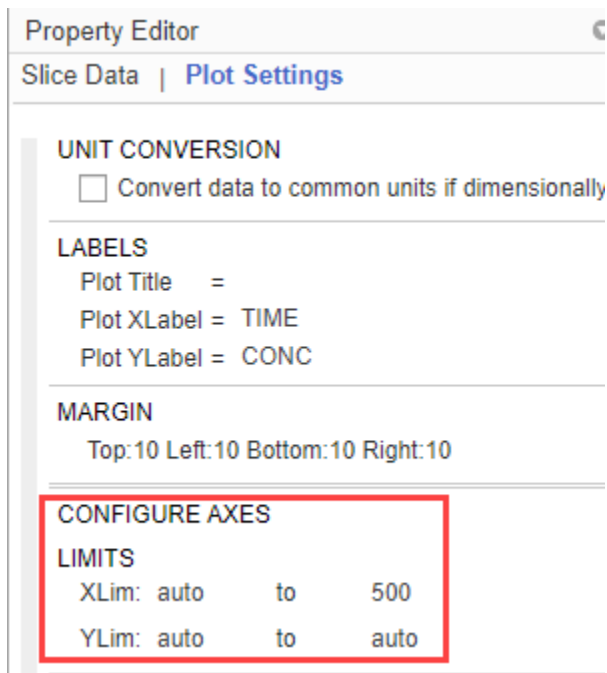 Property Editor
Slice Data | Plot Settings
UNIT CONVERSION
Convert data to common units if dimensionally
LABELS
Plot Title =
Plot XLabel = TIME
Plot YLabel = CONC
MARGIN
Top:10 Left:10 Bottom:10 Right:10
CONFIGURE AXES
LIMITS
XLim: auto to 500
YLim: auto to auto